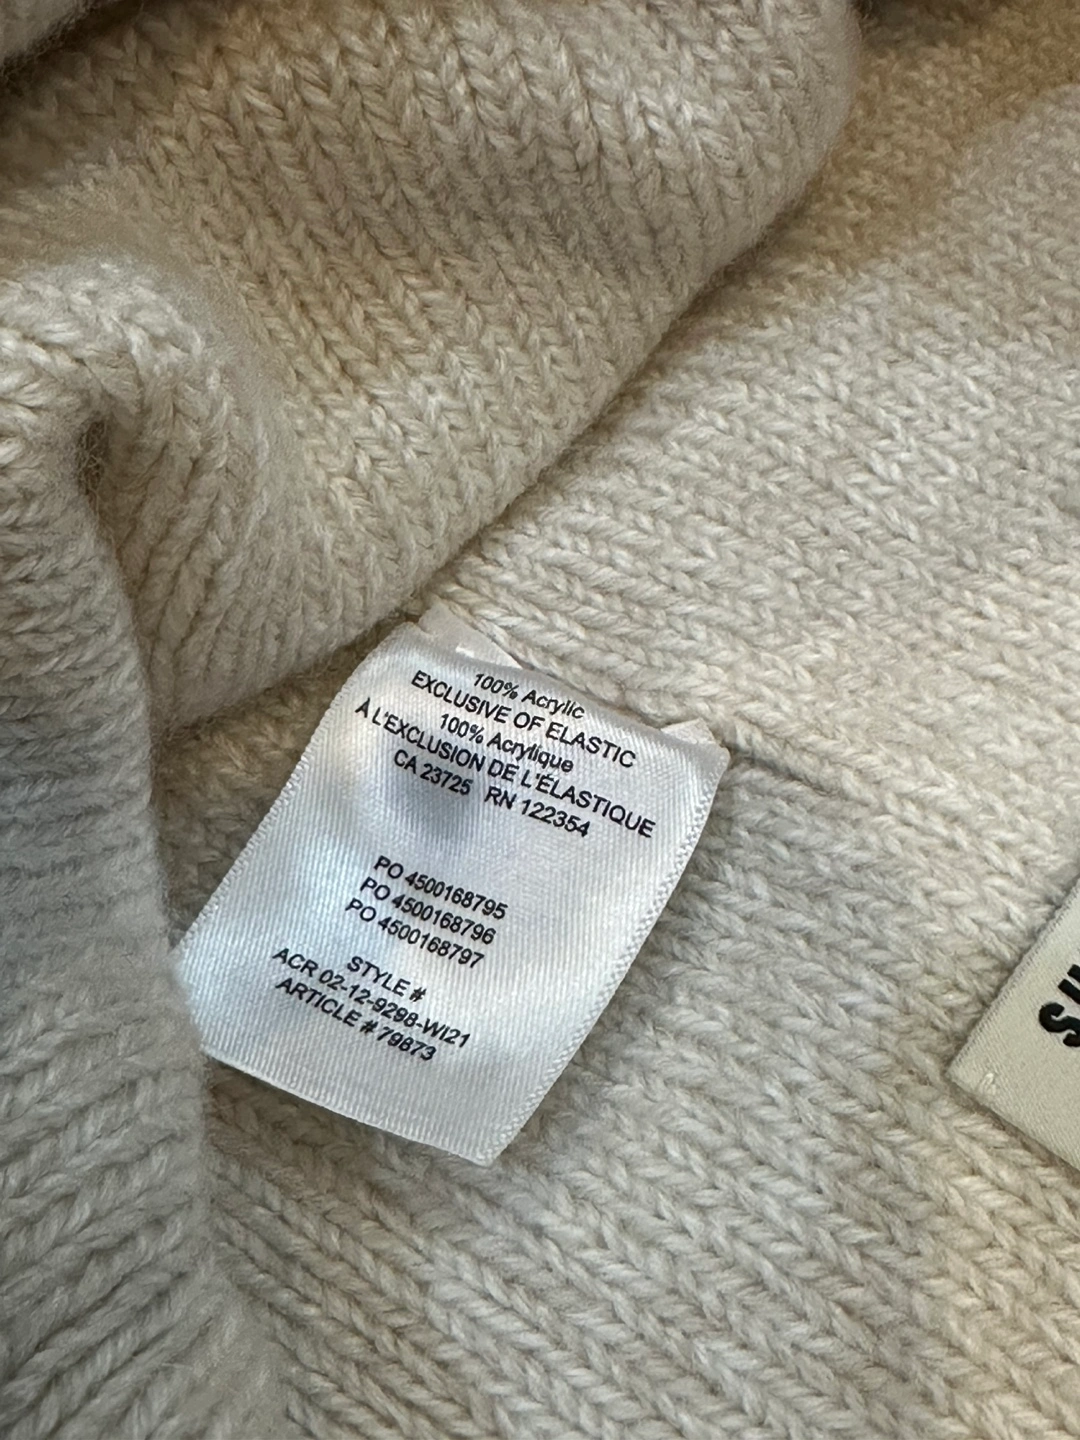 100% Acrylic
EXCLUSIVE OF ELASTIC
100% Acrylique
À L'EXCLUSION DE L'ÉLASTIQUE
CA 23725 RN 122354
PO 4500168795
PO 4500168796
PO 4500168797
STYLE #
ACR 02-12-9298-WI21
ARTICLE # 79873